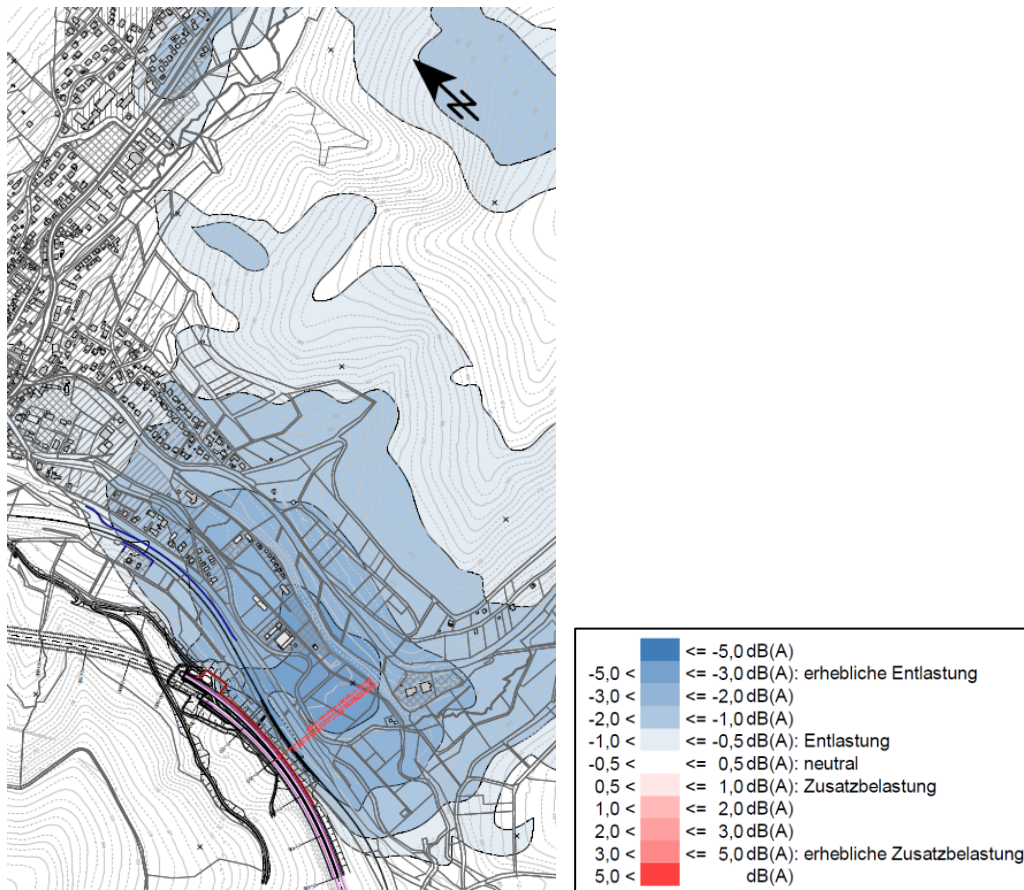 N
<= -5,0 dB(A)
-5,0 < <= -3,0 dB(A): erhebliche Entlastung
-3,0 < <= -2,0 dB(A)
-2,0 < <= -1,0 dB(A)
-1,0 < <= -0,5 dB(A): Entlastung
-0,5 < <= 0,5 dB(A): neutral
0,5 < <= 1,0 dB(A): Zusatzbelastung
1,0 < <= 2,0 dB(A)
2,0 < <= 3,0 dB(A)
3,0 < <= 5,0 dB(A): erhebliche Zusatzbelastung
5,0 < dB(A)